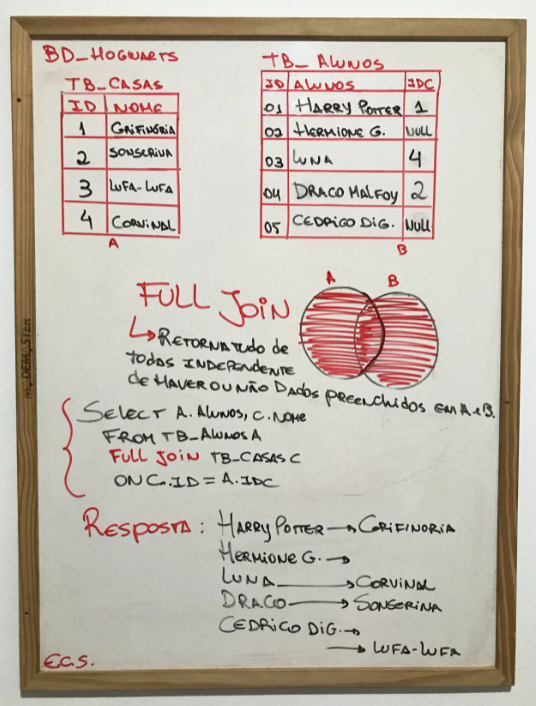 BD_HOGWARTS
TB_CASAS
ID NOME
1 GRIFINÓRIA
2 SONSERINA
3 LUFA-LUFA
4 CORVINAL
A
TB_ALUNOS
ID ALUNOS IDC
01 HARRY POTTER 1
02 HERMIONE G. NULL
03 LUNA 4
04 DRACO MALFOY 2
05 CEDRICO DIG. NULL
B
FULL JOIN
A B
RETORNA TUDO DE
TODAS INDEPENDENTE
DE HAVER OU NÃO DADOS PREENCHIDOS EM A e B.
SELECT A.ALUNOS, C.NOME
FROM TB_ALUNOS A
FULL JOIN TB_CASAS C
ON C.ID = A.IDC
RESPOSTA: HARRY POTTER → GRIFINORIA
HERMIONE G. →
LUNA → CORVINAL
DRACO → SONSERINA
CEDRICO DIG. →
→ LUFA-LUFA
E.C.S.